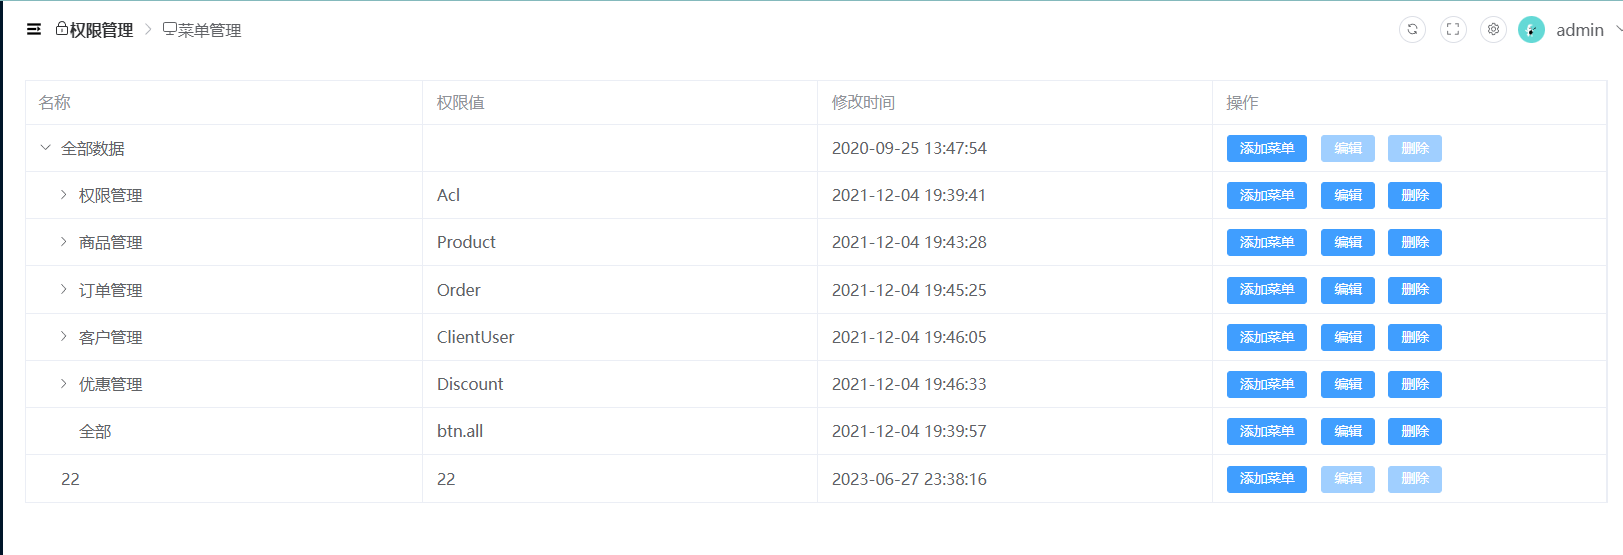 权限管理 菜单管理 admin
名称 权限值 修改时间 操作
全部数据 2020-09-25 13:47:54 添加菜单 编辑 删除
权限管理 Acl 2021-12-04 19:39:41 添加菜单 编辑 删除
商品管理 Product 2021-12-04 19:43:28 添加菜单 编辑 删除
订单管理 Order 2021-12-04 19:45:25 添加菜单 编辑 删除
客户管理 ClientUser 2021-12-04 19:46:05 添加菜单 编辑 删除
优惠管理 Discount 2021-12-04 19:46:33 添加菜单 编辑 删除
全部 btn.all 2021-12-04 19:39:57 添加菜单 编辑 删除
22 22 2023-06-27 23:38:16 添加菜单 编辑 删除